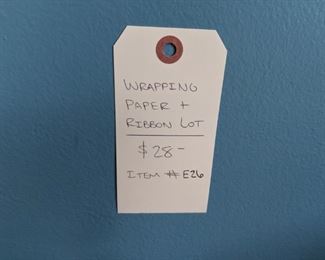 WRAPPING
PAPER +
RIBBON LOT
$28-
ITEM # E26